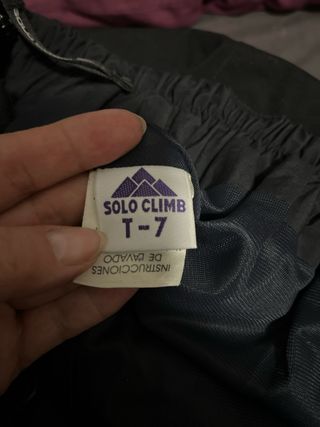 SOLO CLIMB
T-7
INSTRUCCIONES
DE LAVADO